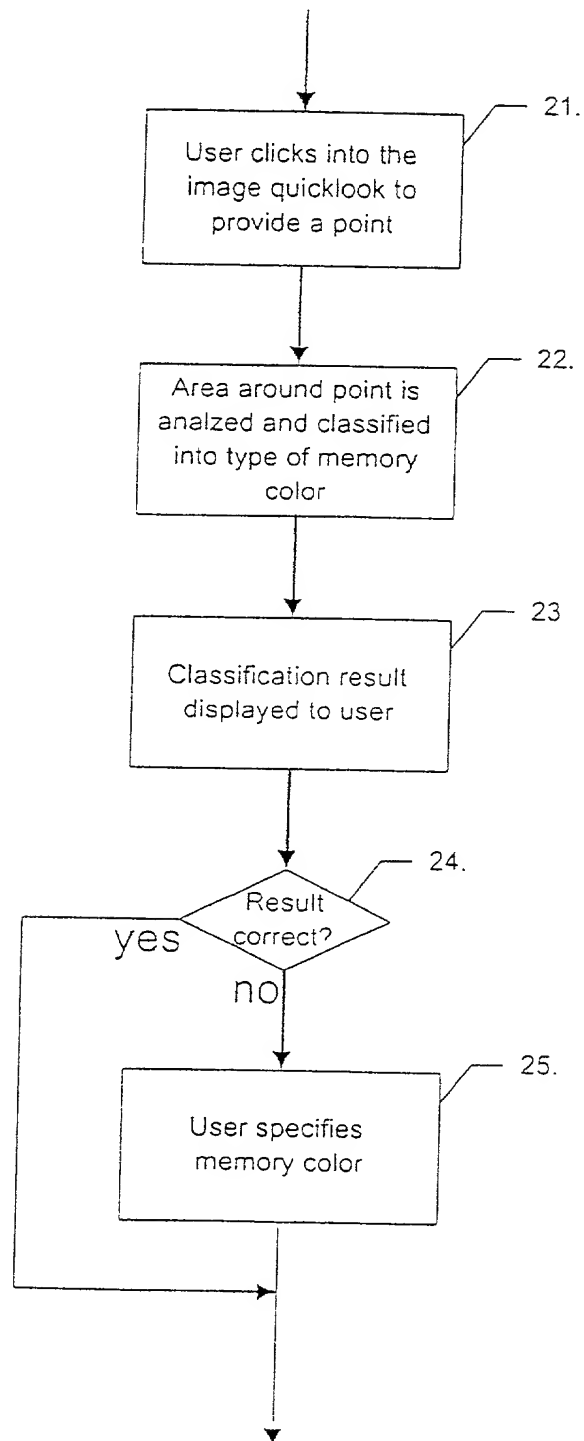 21.
User clicks into the
image quicklook to
provide a point
22.
Area around point is
analzed and classified
into type of memory
color
23
Classification result
displayed to user
24.
Result
correct?
yes
no
25.
User specifies
memory color